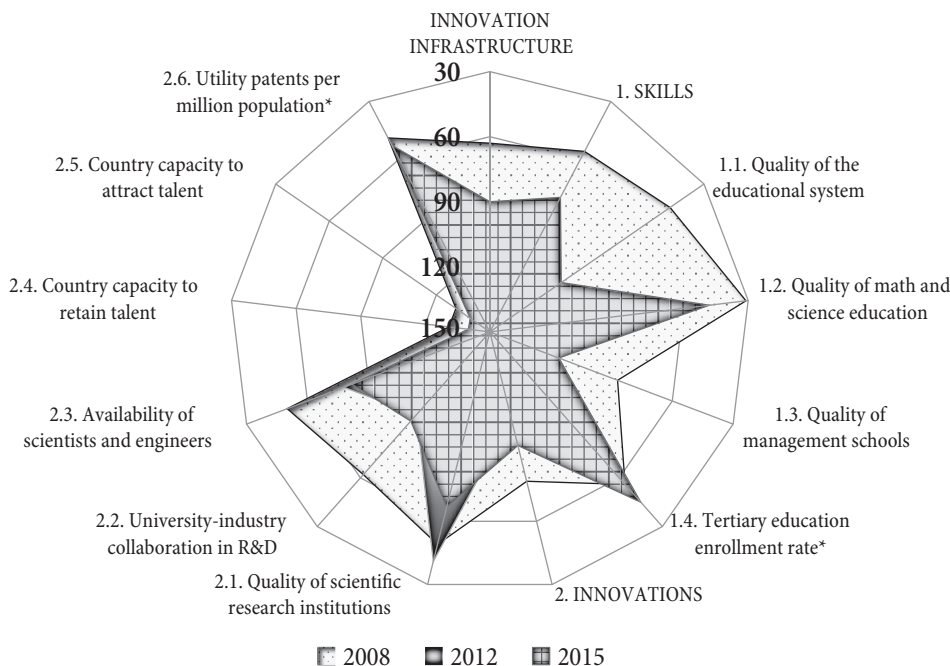 INNOVATION
INFRASTRUCTURE
30
60
90
120
150
1. SKILLS
1.1. Quality of the
educational system
1.2. Quality of math and
science education
1.3. Quality of
management schools
1.4. Tertiary education
enrollment rate*
2. INNOVATIONS
2.1. Quality of scientific
research institutions
2.2. University-industry
collaboration in R&D
2.3. Availability of
scientists and engineers
2.4. Country capacity to
retain talent
2.5. Country capacity to
attract talent
2.6. Utility patents per
million population*
2008 2012 2015